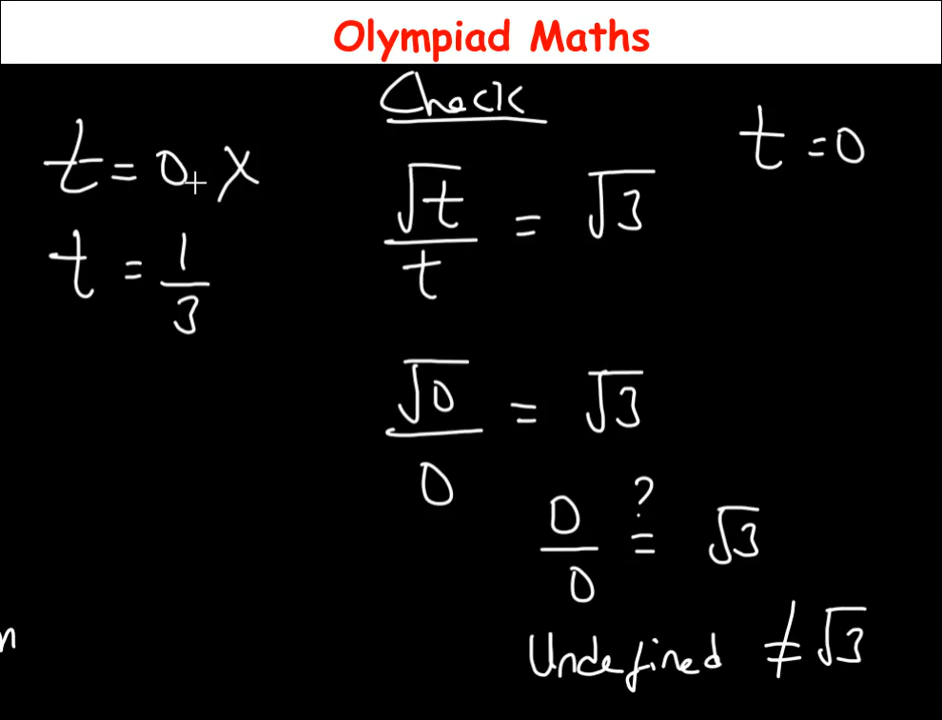 Olympiad Maths
Check
t = 0, X
t = 1/3
√t/t = √3
t = 0
√0/0 = √3
0/0 ?= √3
Undefined ≠ √3